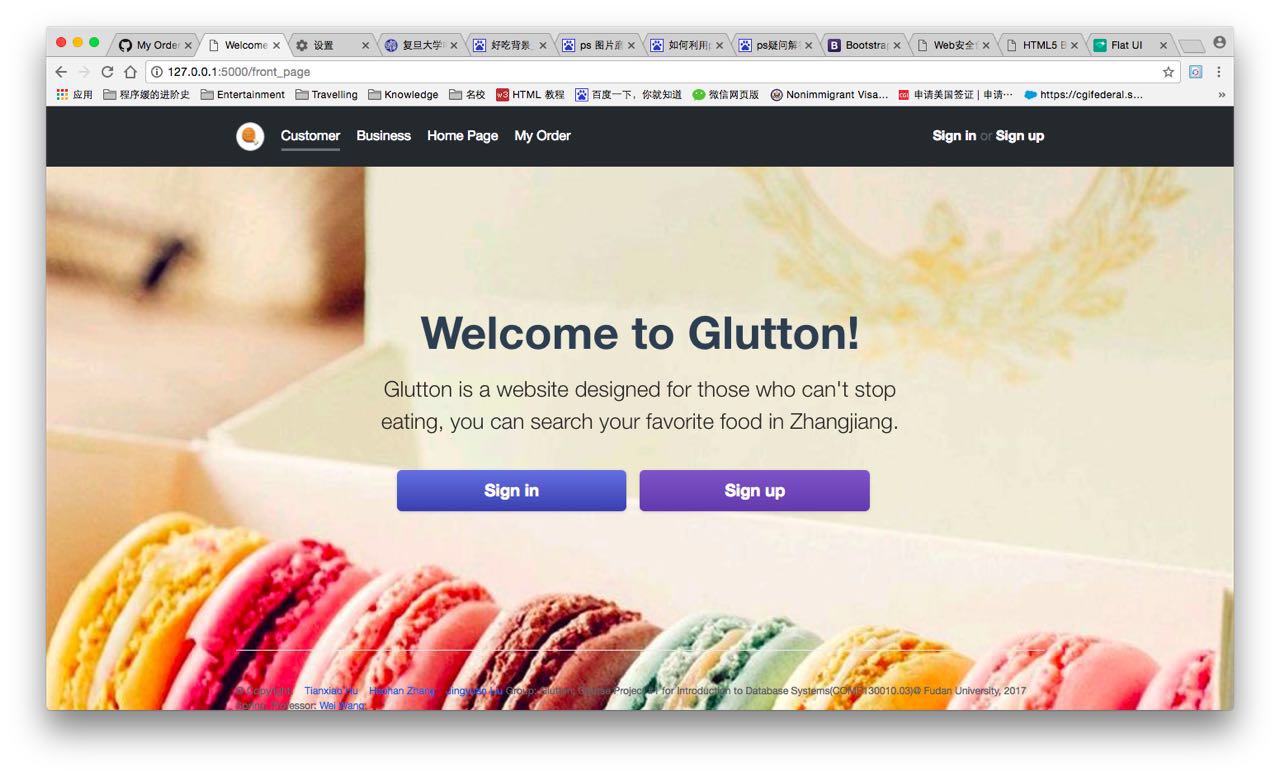 My Orde
Welcome
设置
复旦大学
好吃背景_
ps 图片
如何利用
ps疑问解
Bootstra
Web安全
HTML5 B
Flat UI
127.0.0.1:5000/front_page
应用
程序媛的进阶史
Entertainment
Travelling
Knowledge
名校
w3 HTML 教程
百度一下，你就知道
微信网页版
Nonimmigrant Visa...
CGI 申请美国签证 | 申请...
https://cgifederal.s...
»
Customer
Business
Home Page
My Order
Sign in or Sign up
Welcome to Glutton!
Glutton is a website designed for those who can't stop
eating, you can search your favorite food in Zhangjiang.
Sign in
Sign up
© Copyright Tianxiao Hu Haohan Zhang Group: Glutton, Course Project #1 for Introduction to Database Systems(COMP130010.03)@ Fudan University, 2017
Spring. Professor: Wei Wang.